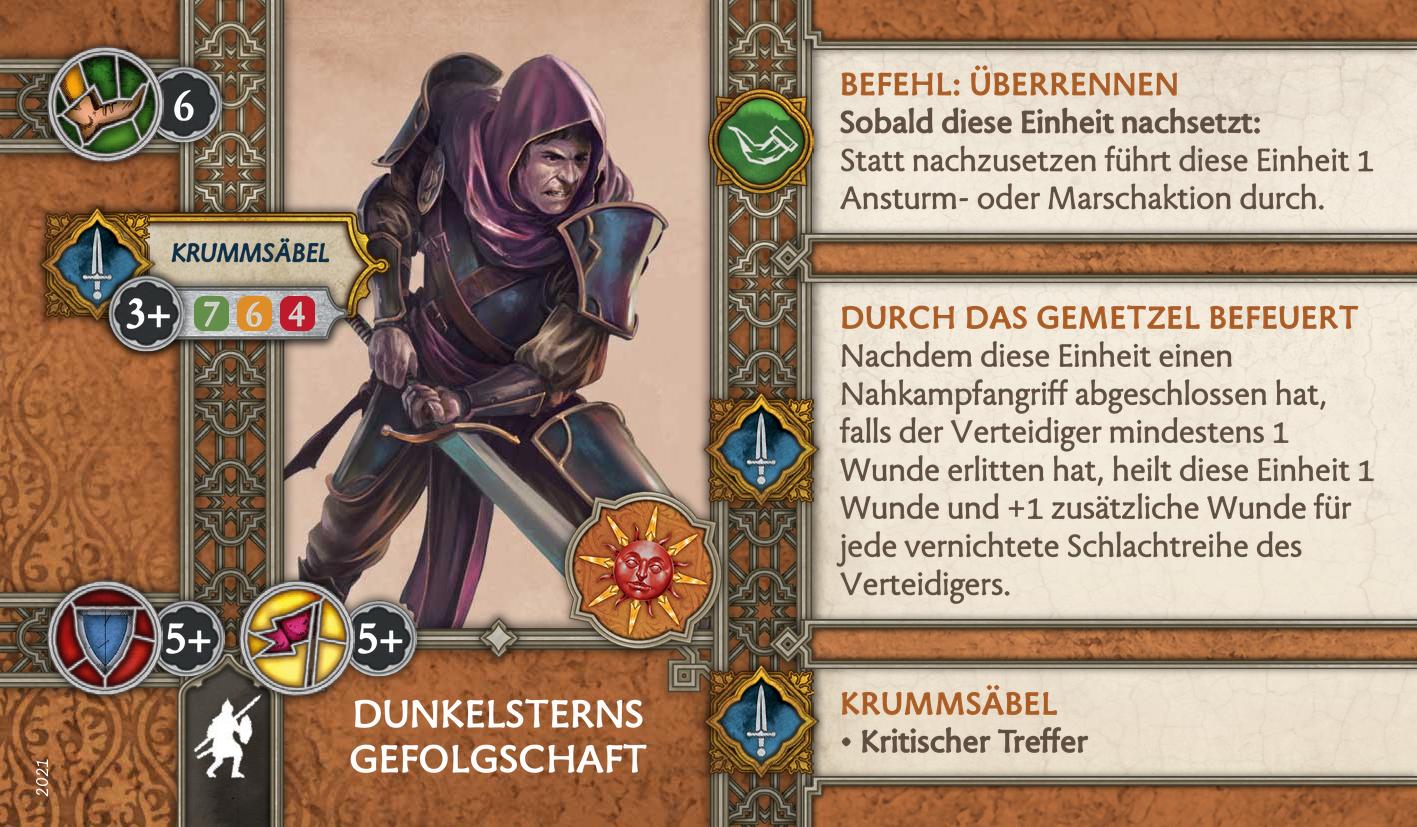 6
KRUMMSÄBEL
3+ 7 6 4
5+ 5+
DUNKELSTERNS
GEFOLGSCHAFT
2021
BEFEHL: ÜBERRENNEN
Sobald diese Einheit nachsetzt:
Statt nachzusetzen führt diese Einheit 1
Ansturm- oder Marschaktion durch.
DURCH DAS GEMETZEL BEFEUERT
Nachdem diese Einheit einen
Nahkampfangriff abgeschlossen hat,
falls der Verteidiger mindestens 1
Wunde erlitten hat, heilt diese Einheit 1
Wunde und +1 zusätzliche Wunde für
jede vernichtete Schlachtreihe des
Verteidigers.
KRUMMSÄBEL
• Kritischer Treffer